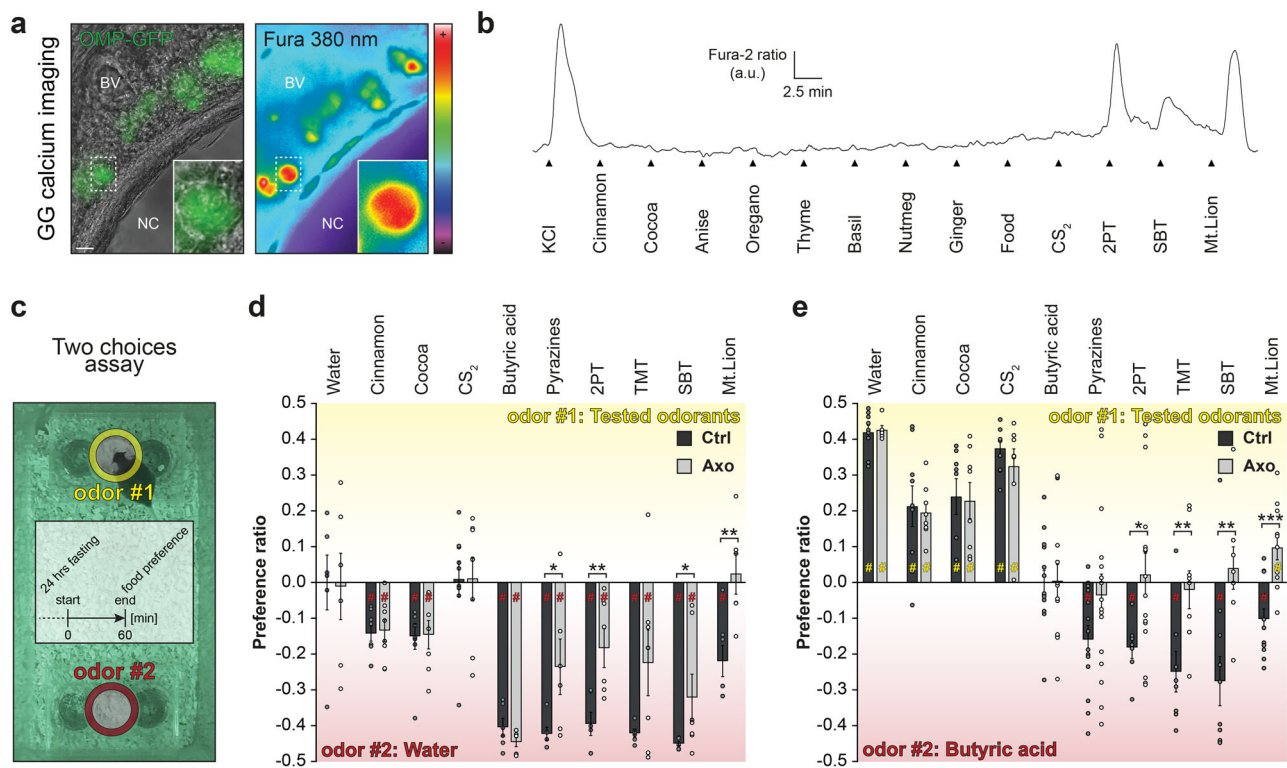 a
GG calcium imaging
OMP-GFP
BV
NC
Fura 380 nm
BV
NC
+
-
b
Fura-2 ratio
(a.u.)
2.5 min
KCl
Cinnamon
Cocoa
Anise
Oregano
Thyme
Basil
Nutmeg
Ginger
Food
CS2
2PT
SBT
Mt.Lion
c
Two choices
assay
odor #1
24 hrs fasting
food preference
start
end
0
60
[min]
odor #2
d
Water
Cinnamon
Cocoa
CS2
Butyric acid
Pyrazines
2PT
TMT
SBT
Mt.Lion
Preference ratio
0.5
0.4
0.3
0.2
0.1
0.0
-0.1
-0.2
-0.3
-0.4
-0.5
odor #1: Tested odorants
Ctrl
Axo
* ** * **
# # # # # # # # # # # # #
odor #2: Water
e
Water
Cinnamon
Cocoa
CS2
Butyric acid
Pyrazines
2PT
TMT
SBT
Mt.Lion
Preference ratio
0.5
0.4
0.3
0.2
0.1
0.0
-0.1
-0.2
-0.3
-0.4
-0.5
odor #1: Tested odorants
Ctrl
Axo
* ** ** ***
# # # # # # # # #
# # # # #
odor #2: Butyric acid